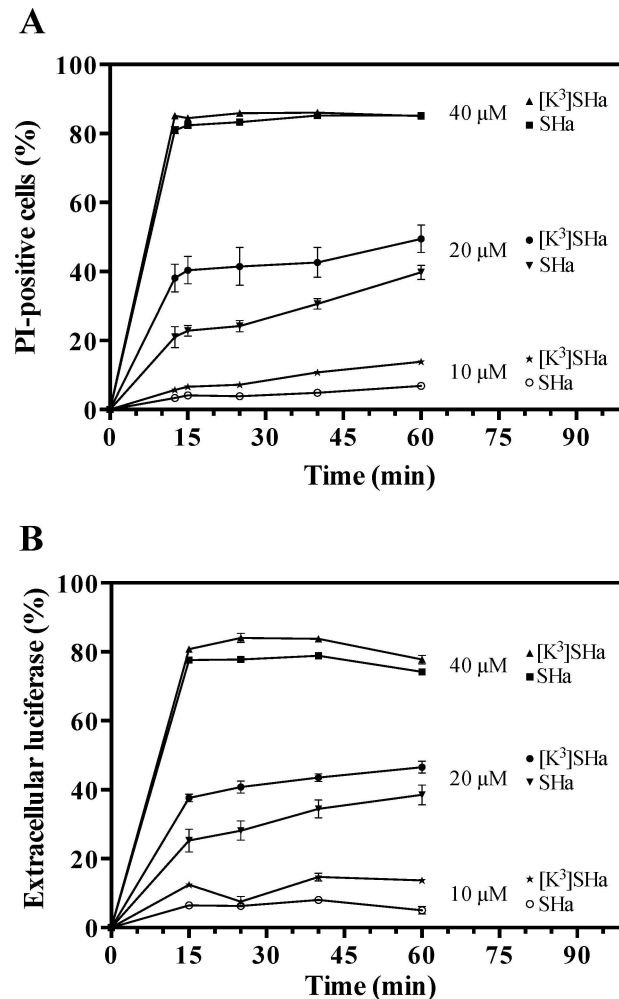 A
PI-positive cells (%)
100
80
60
40
20
0
40 μM
[K³]SHa
SHa
20 μM
[K³]SHa
SHa
10 μM
[K³]SHa
SHa
0 15 30 45 60 75 90
Time (min)
B
Extracellular luciferase (%)
100
80
60
40
20
0
40 μM
[K³]SHa
SHa
20 μM
[K³]SHa
SHa
10 μM
[K³]SHa
SHa
0 15 30 45 60 75 90
Time (min)